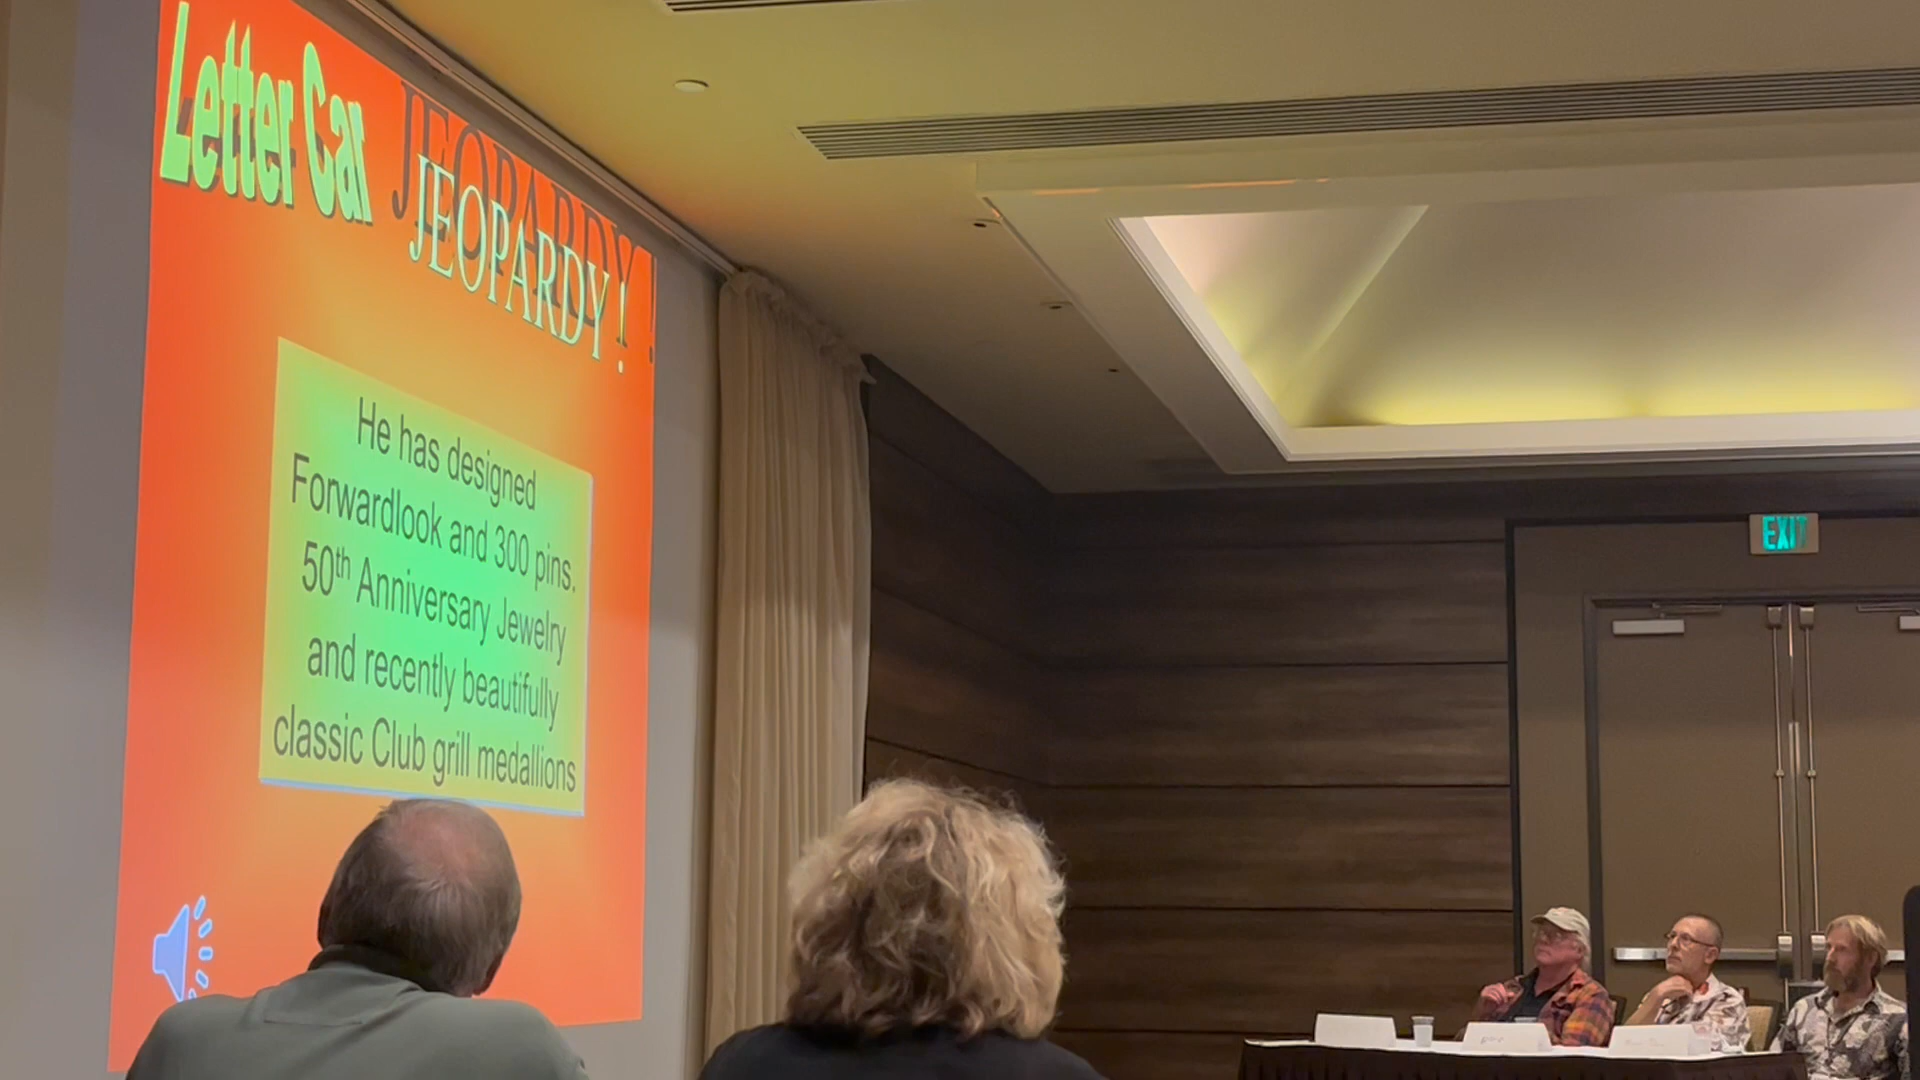 Letter Car
JEOPARDY!
He has designed
Forwardlook and 300 pins.
50th Anniversary Jewelry
and recently beautifully
classic Club grill medallions
EXIT